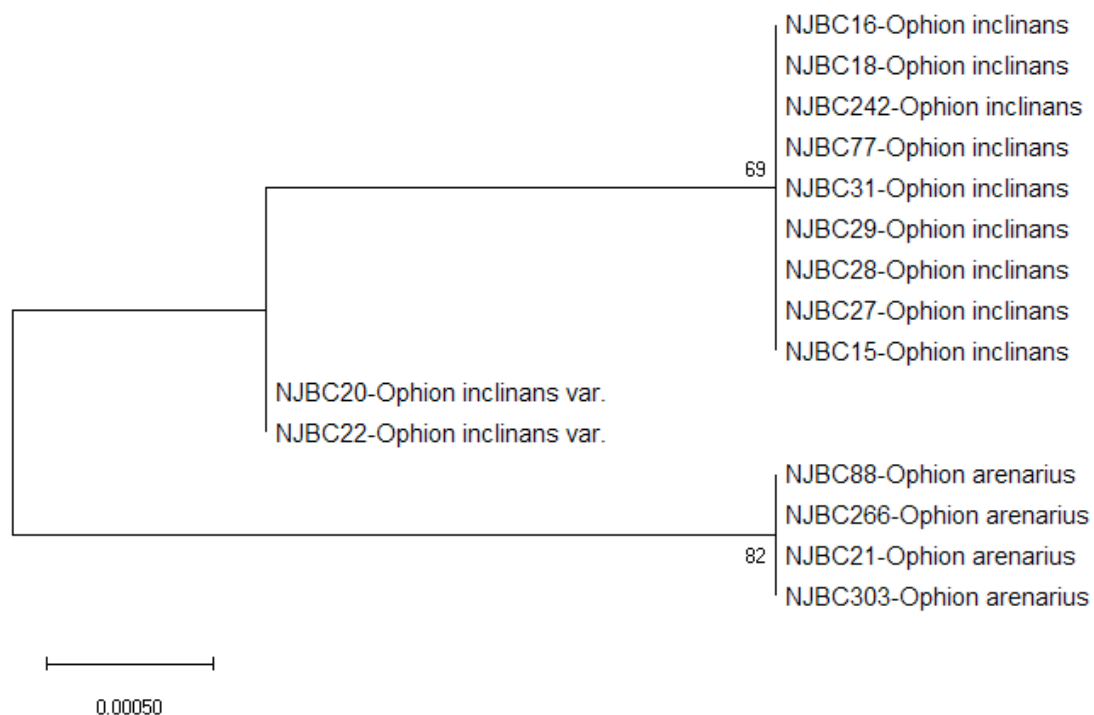 NJBC16-Ophion inclinans
NJBC18-Ophion inclinans
NJBC242-Ophion inclinans
NJBC77-Ophion inclinans
69
NJBC31-Ophion inclinans
NJBC29-Ophion inclinans
NJBC28-Ophion inclinans
NJBC27-Ophion inclinans
NJBC15-Ophion inclinans
NJBC20-Ophion inclinans var.
NJBC22-Ophion inclinans var.
NJBC88-Ophion arenarius
NJBC266-Ophion arenarius
82
NJBC21-Ophion arenarius
NJBC303-Ophion arenarius
0.00050